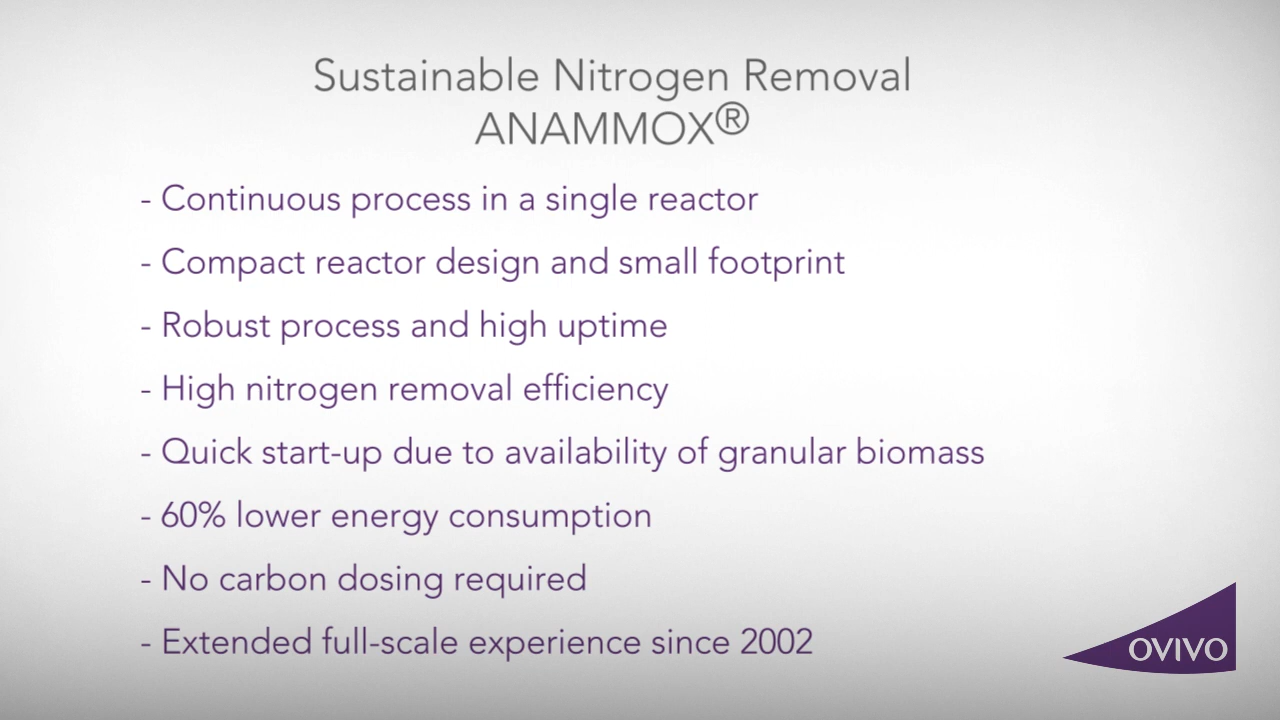 Sustainable Nitrogen Removal
ANAMMOX®
- Continuous process in a single reactor
- Compact reactor design and small footprint
- Robust process and high uptime
- High nitrogen removal efficiency
- Quick start-up due to availability of granular biomass
- 60% lower energy consumption
- No carbon dosing required
- Extended full-scale experience since 2002
OVIVO